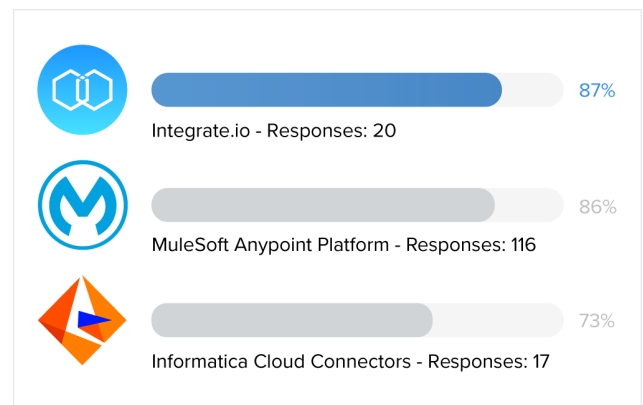 87%
Integrate.io - Responses: 20
86%
MuleSoft Anypoint Platform - Responses: 116
73%
Informatica Cloud Connectors - Responses: 17